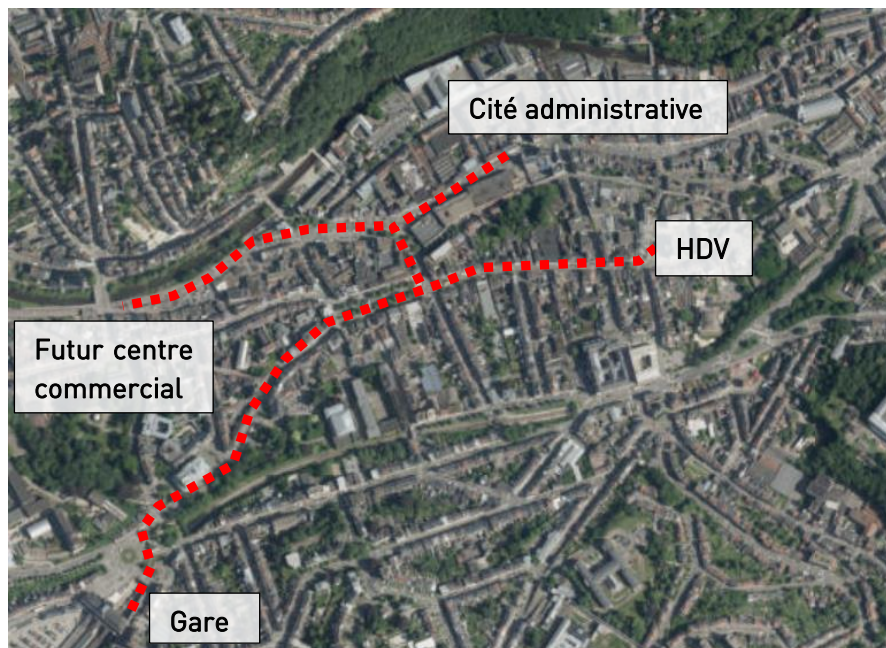 Cité administrative
HDV
Futur centre
commercial
Gare